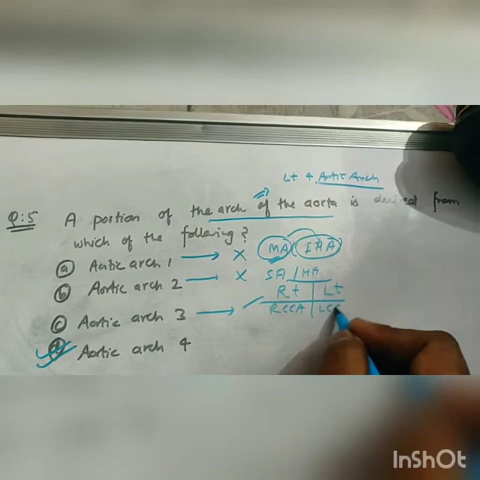 Lt 4 Aortic Arch
Q:5 A portion of the arch of the aorta is derived from
which of the following?
a Aortic arch 1 → × MA IMA
b Aortic arch 2 — × SA / HA
Rt | Lt
c Aortic arch 3 → RCCA | LC
d Aortic arch 4
InShOt